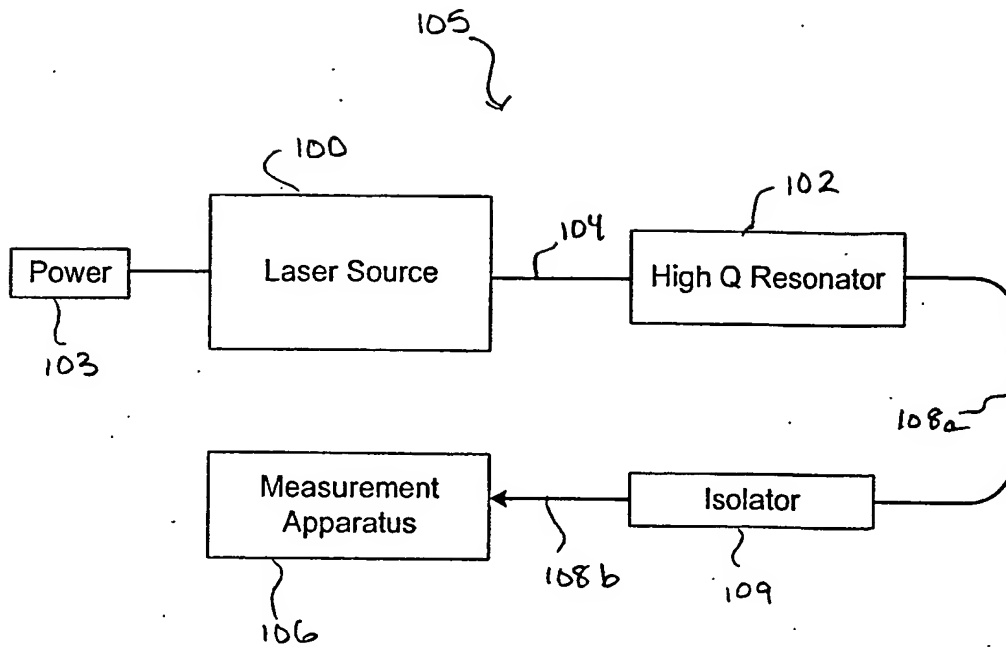 105
100
102
104
Power
Laser Source
High Q Resonator
103
108a
Measurement
Apparatus
Isolator
108b
109
106